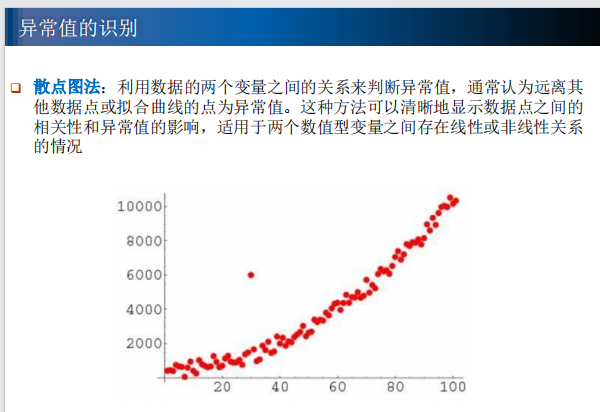 异常值的识别
散点图法：利用数据的两个变量之间的关系来判断异常值，通常认为远离其
他数据点或拟合曲线的点为异常值。这种方法可以清晰地显示数据点之间的
相关性和异常值的影响，适用于两个数值型变量之间存在线性或非线性关系
的情况
10000
8000
6000
4000
2000
20 40 60 80 100